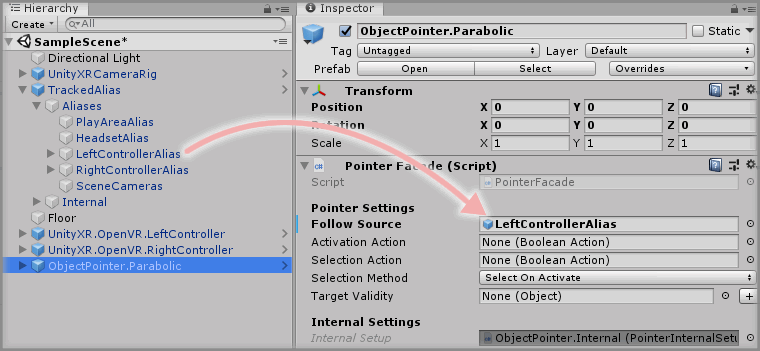 Hierarchy
Create
All
SampleScene*
Directional Light
UnityXRCameraRig
TrackedAlias
Aliases
PlayAreaAlias
HeadsetAlias
LeftControllerAlias
RightControllerAlias
SceneCameras
Internal
Floor
UnityXR.OpenVR.LeftController
UnityXR.OpenVR.RightController
ObjectPointer.Parabolic
Inspector
ObjectPointer.Parabolic Static
Tag Untagged Layer Default
Prefab Open Select Overrides
Transform
Position X 0 Y 0 Z 0
Rotation X 0 Y 0 Z 0
Scale X 1 Y 1 Z 1
Pointer Facade (Script)
Script PointerFacade
Pointer Settings
Follow Source LeftControllerAlias
Activation Action None (Boolean Action)
Selection Action None (Boolean Action)
Selection Method Select On Activate
Target Validity None (Object)
Internal Settings
Internal Setup ObjectPointer.Internal (PointerInternalSetu